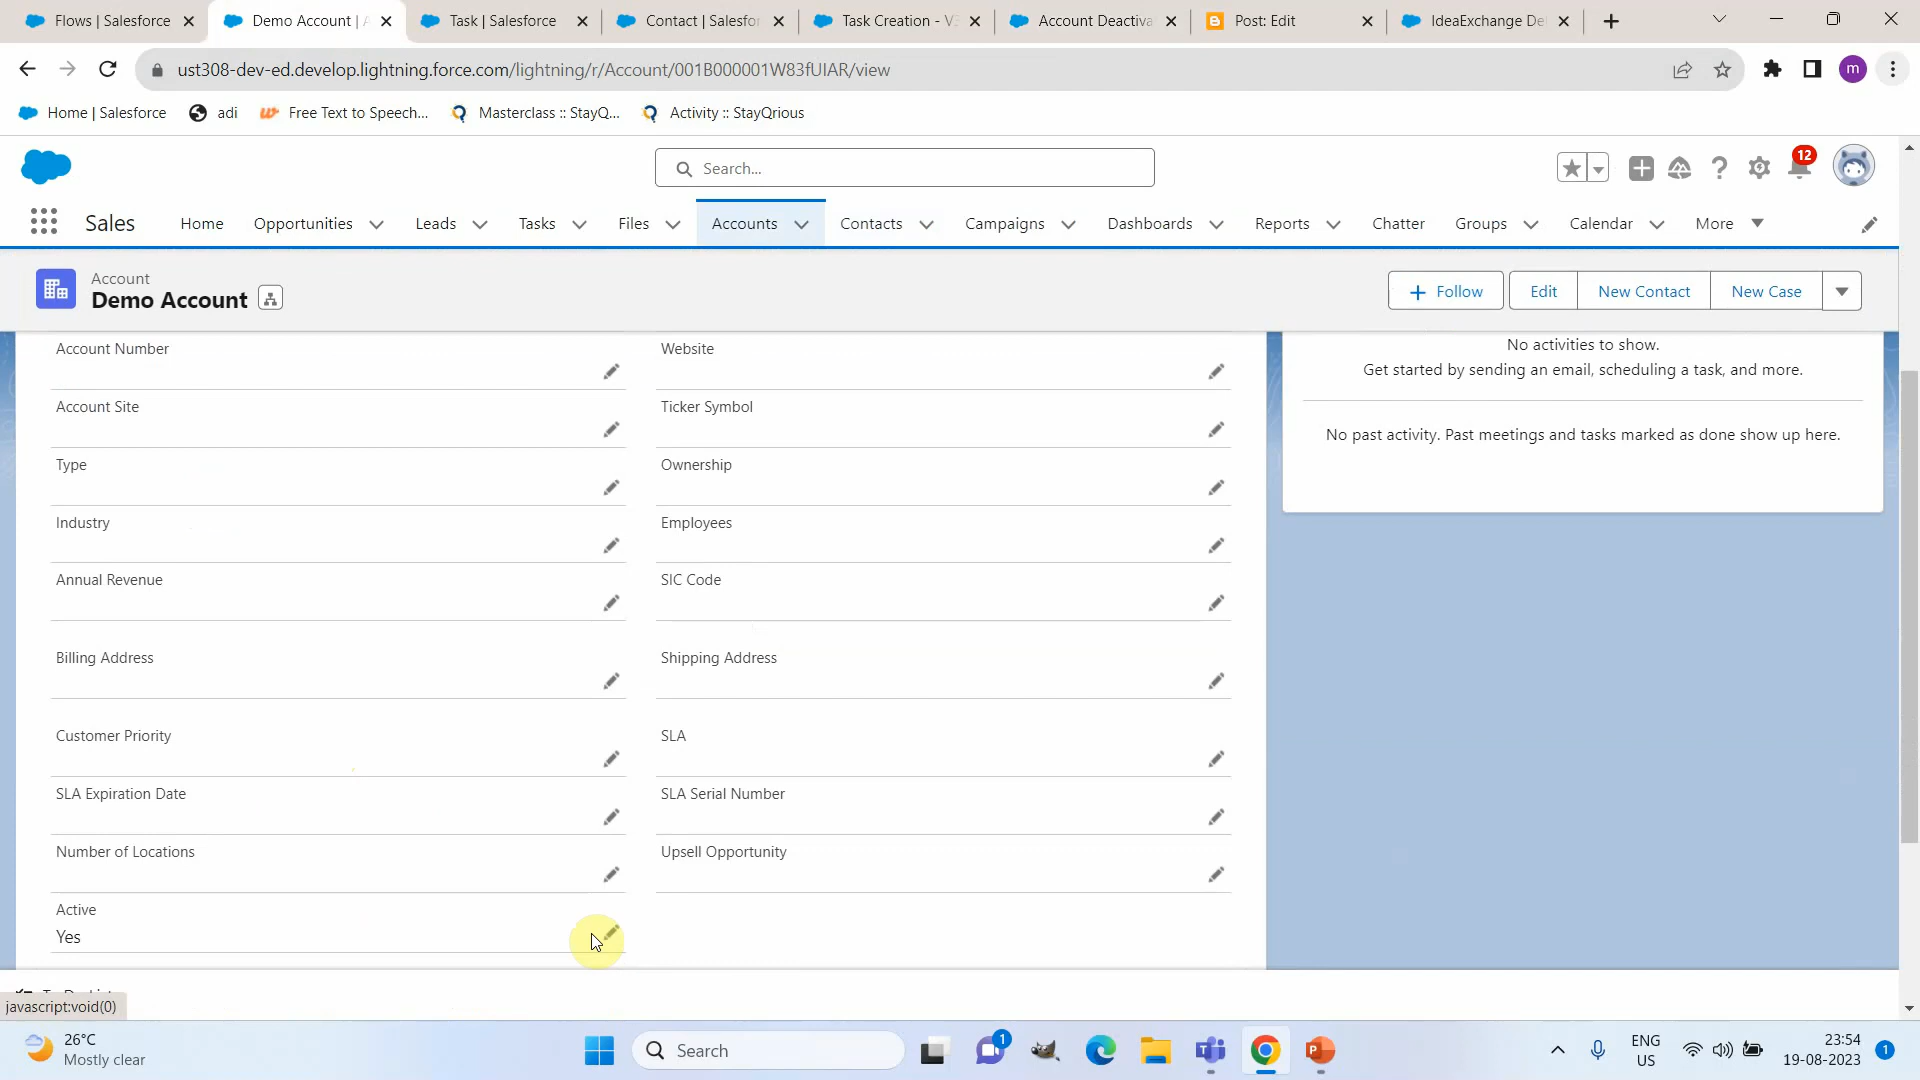 Flows | Salesforce
Demo Account |
Task | Salesforce
Contact | Salesfo
Task Creation - V
Account Deactiva
Post: Edit
IdeaExchange De
ust308-dev-ed.develop.lightning.force.com/lightning/r/Account/001B000001W83fUIAR/view
m
Home | Salesforce
adi
Free Text to Speech...
Masterclass :: StayQ...
Activity :: StayQrious
Search...
12
Sales
Home
Opportunities
Leads
Tasks
Files
Accounts
Contacts
Campaigns
Dashboards
Reports
Chatter
Groups
Calendar
More
Account
Demo Account
Follow
Edit
New Contact
New Case
Account Number
Website
Account Site
Ticker Symbol
Type
Ownership
Industry
Employees
Annual Revenue
SIC Code
Billing Address
Shipping Address
Customer Priority
SLA
SLA Expiration Date
SLA Serial Number
Number of Locations
Upsell Opportunity
Active
Yes
No activities to show.
Get started by sending an email, scheduling a task, and more.
No past activity. Past meetings and tasks marked as done show up here.
javascript:void(0)
26°C
Mostly clear
Search
1
ENG
US
23:54
19-08-2023
1